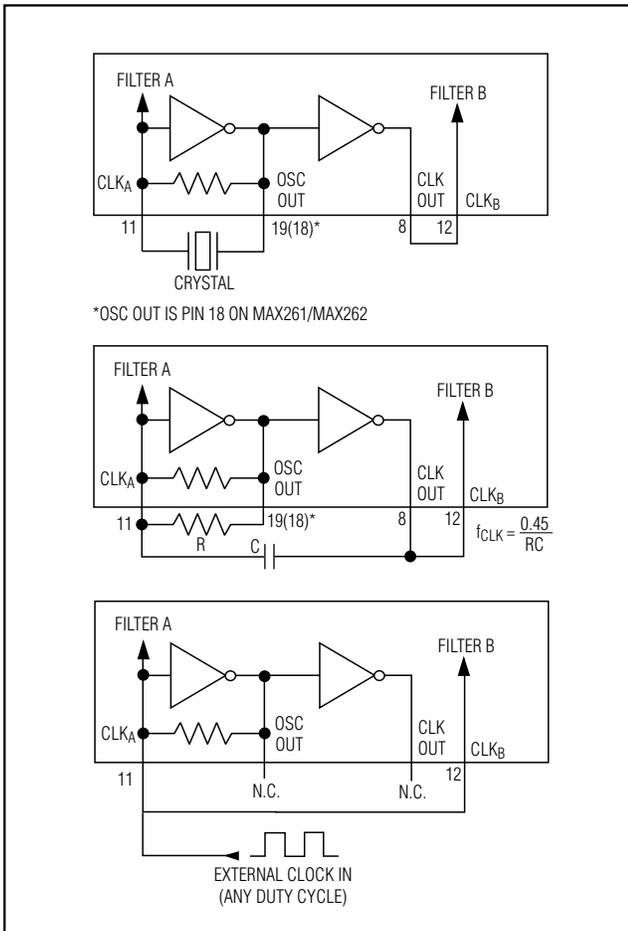 FILTER A
FILTER B
CLKA
OSC
OUT
CLK
OUT
CLKB
11
19(18)*
8
12
CRYSTAL
*OSC OUT IS PIN 18 ON MAX261/MAX262
FILTER A
FILTER B
CLKA
OSC
OUT
CLK
OUT
CLKB
11
R
19(18)*
C
8
12
fCLK = 0.45
RC
FILTER A
FILTER B
CLKA
OSC
OUT
CLK
OUT
CLKB
11
N.C.
N.C.
12
EXTERNAL CLOCK IN
(ANY DUTY CYCLE)